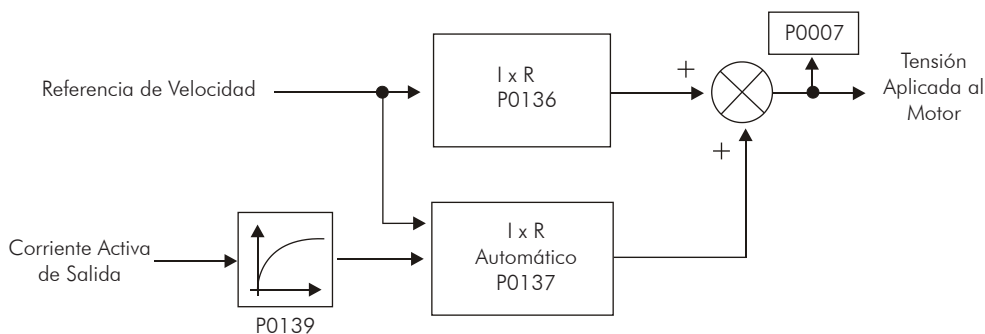 P0007
I x R
P0136
+
Referencia de Velocidad
Tensión
Aplicada al
Motor
+
I x R
Automático
P0137
Corriente Activa
de Salida
P0139